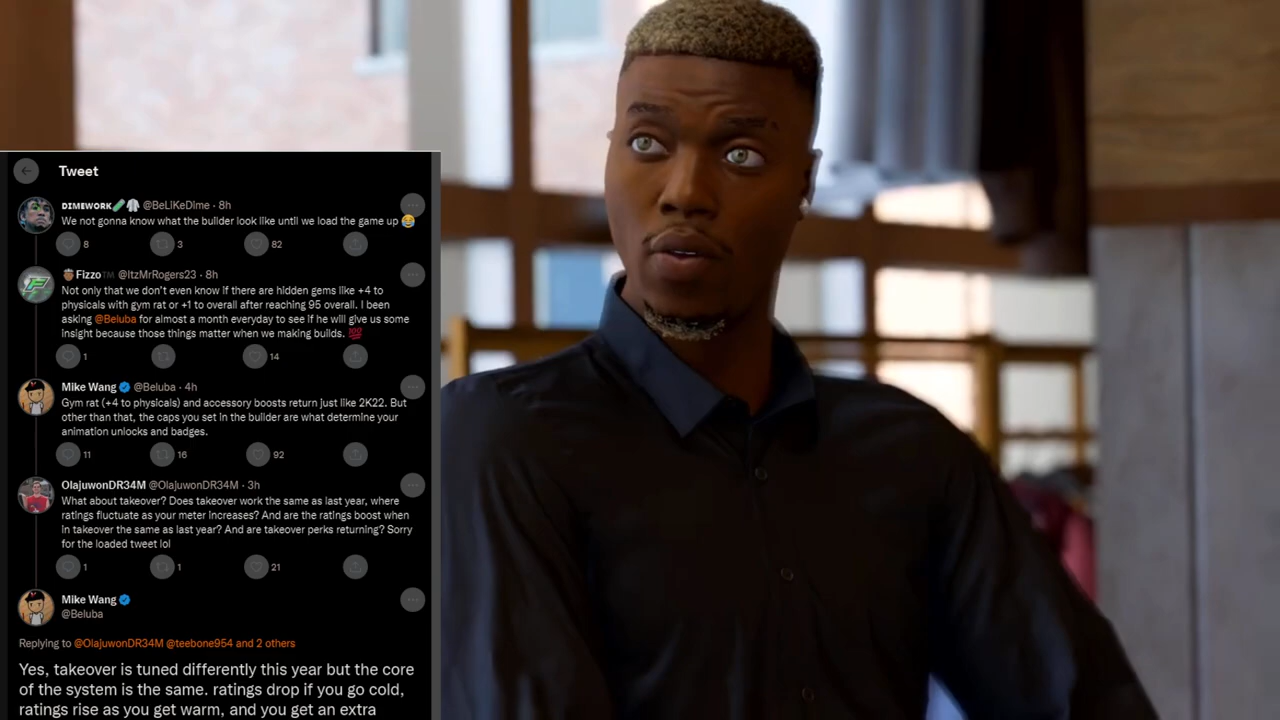 Tweet
DIMEWORK @BeLiKeDime · 8h
We not gonna know what the builder look like until we load the game up 😂
8 3 82
Fizzo™ @ItzMrRogers23 · 8h
Not only that we don't even know if there are hidden gems like +4 to
physicals with gym rat or +1 to overall after reaching 95 overall. I been
asking @Beluba for almost a month everyday to see if he will give us some
insight because those things matter when we making builds. 💯
1 14
Mike Wang @Beluba · 4h
Gym rat (+4 to physicals) and accessory boosts return just like 2K22. But
other than that, the caps you set in the builder are what determine your
animation unlocks and badges.
11 16 92
OlajuwonDR34M @OlajuwonDR34M · 3h
What about takeover? Does takeover work the same as last year, where
ratings fluctuate as your meter increases? And are the ratings boost when
in takeover the same as last year? And are takeover perks returning? Sorry
for the loaded tweet lol
1 1 21
Mike Wang
@Beluba
Replying to @OlajuwonDR34M @teebone954 and 2 others
Yes, takeover is tuned differently this year but the core
of the system is the same. ratings drop if you go cold,
ratings rise as you get warm, and you get an extra